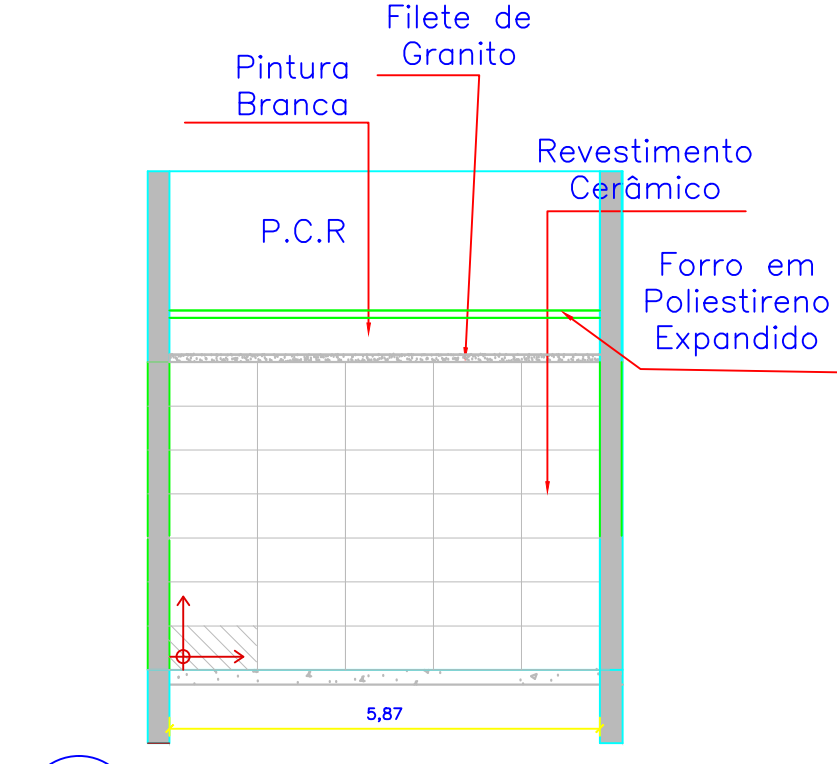 Filete de
Granito
Pintura
Branca
Revestimento
Cerâmico
P.C.R
Forro em
Poliestireno
Expandido
5,87